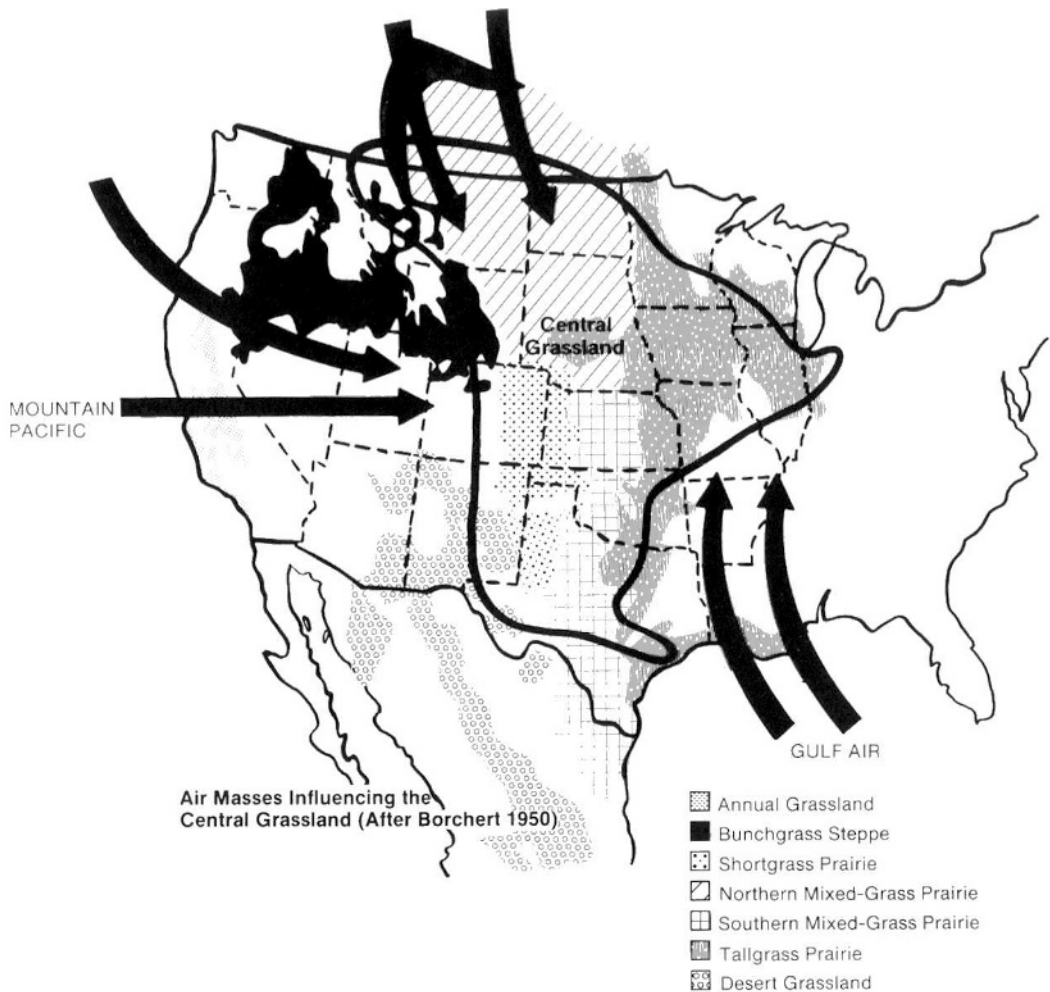 Central
Grassland
MOUNTAIN
PACIFIC
GULF AIR
Air Masses Influencing the
Central Grassland (After Borchert 1950)
Annual Grassland
Bunchgrass Steppe
Shortgrass Prairie
Northern Mixed-Grass Prairie
Southern Mixed-Grass Prairie
Tallgrass Prairie
Desert Grassland